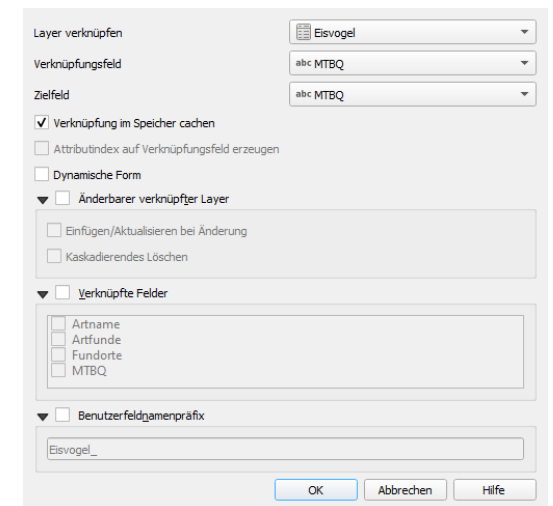 Layer verknüpfen Eisvogel
Verknüpfungsfeld abc MTBQ
Zielfeld abc MTBQ
Verknüpfung im Speicher cachen
Attributindex auf Verknüpfungsfeld erzeugen
Dynamische Form
Änderbarer verknüpfter Layer
Einfügen/Aktualisieren bei Änderung
Kaskadierendes Löschen
Verknüpfte Felder
Artname
Artfunde
Fundorte
MTBQ
Benutzerfeldnamenpräfix
Eisvogel_
OK Abbrechen Hilfe